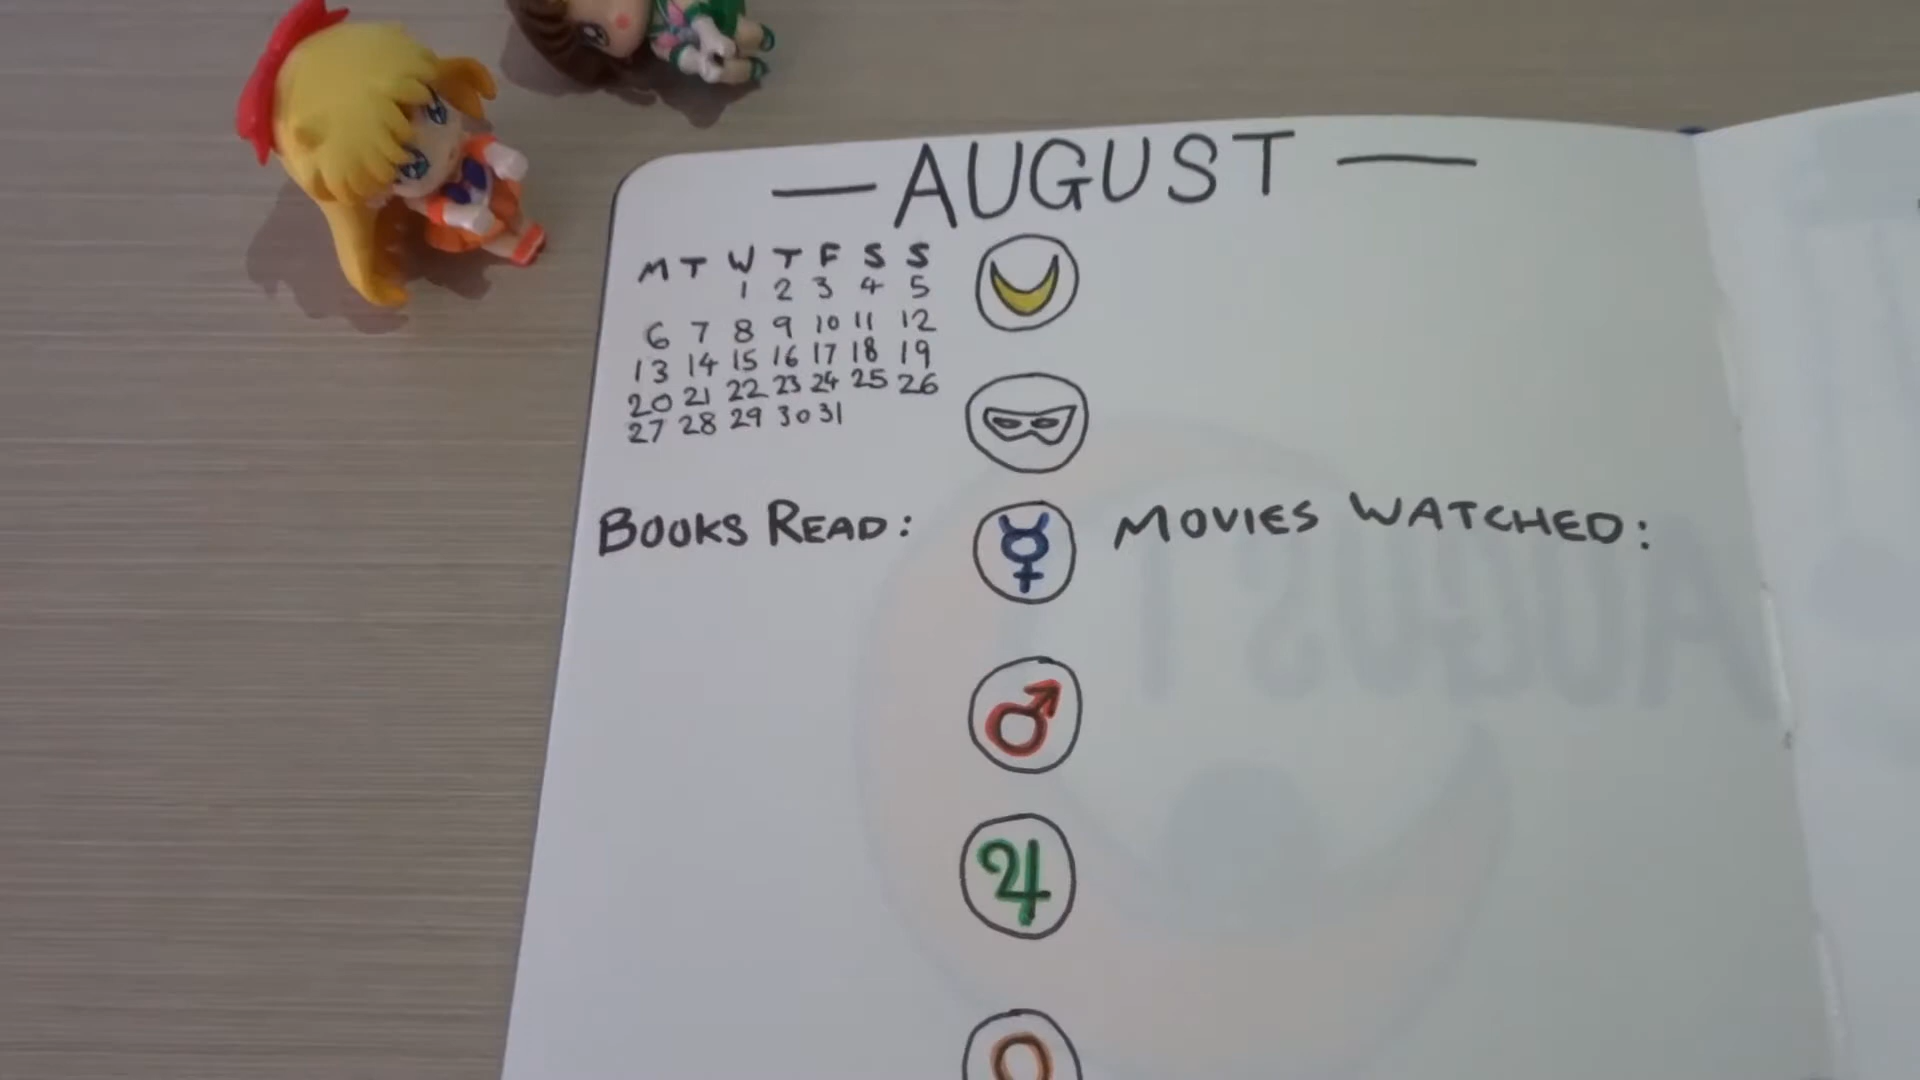 — AUGUST —
M T W T F S S
1 2 3 4 5
6 7 8 9 10 11 12
13 14 15 16 17 18 19
20 21 22 23 24 25 26
27 28 29 30 31
BOOKS READ:
MOVIES WATCHED:
AUGUST